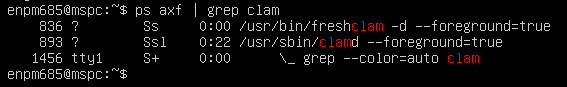 enpm685@mspc:~$ ps axf | grep clam
    836 ?        Ss     0:00 /usr/bin/freshclam -d --foreground=true
    893 ?        Ssl    0:22 /usr/sbin/clamd --foreground=true
   1456 tty1     S+     0:00      \_ grep --color=auto clam
enpm685@mspc:~$